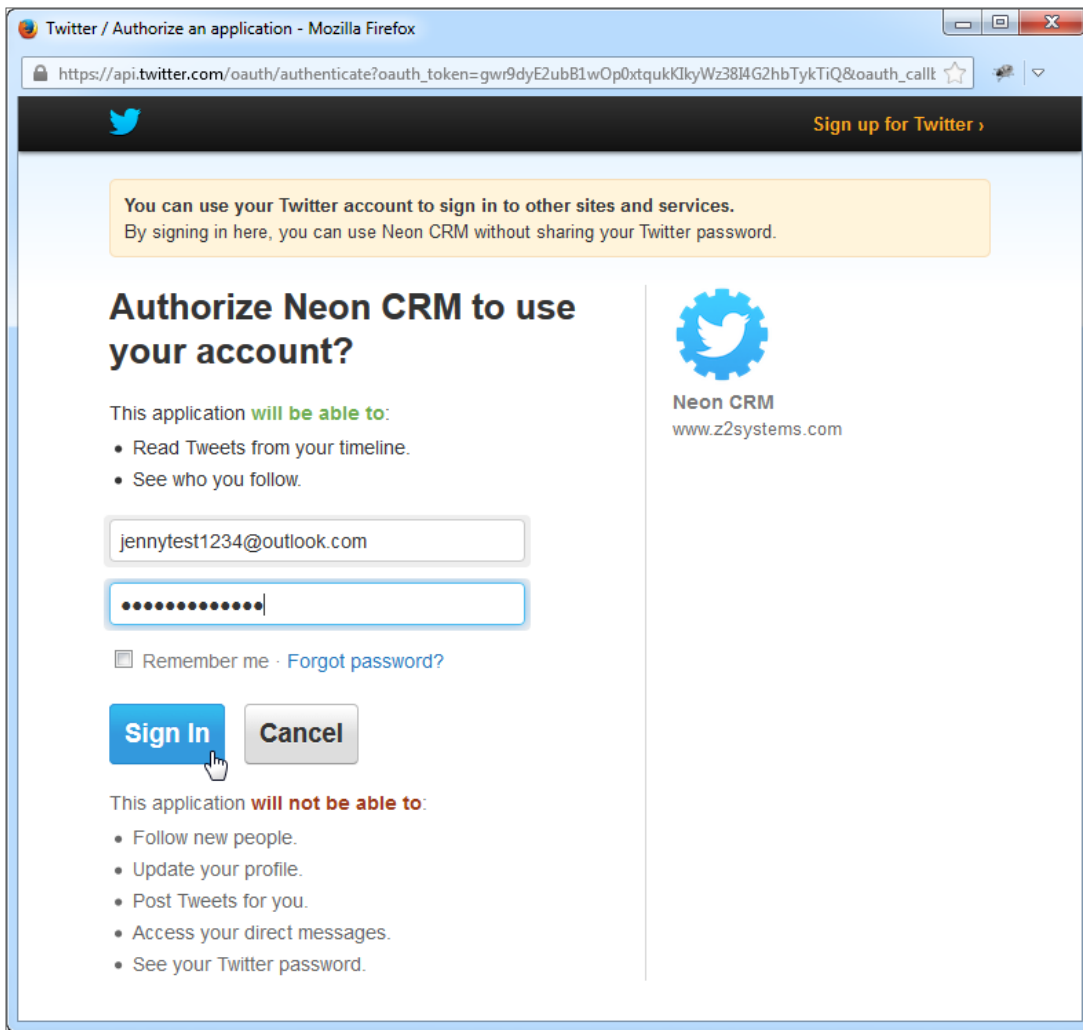 Twitter / Authorize an application - Mozilla Firefox
https://api.twitter.com/oauth/authenticate?oauth_token=gwr9dyE2ubB1wOp0xtqukKIkyWz38I4G2hbTykTiQ&oauth_callt
Sign up for Twitter ›
You can use your Twitter account to sign in to other sites and services.
By signing in here, you can use Neon CRM without sharing your Twitter password.
Authorize Neon CRM to use
your account?
This application will be able to:
• Read Tweets from your timeline.
• See who you follow.
jennytest1234@outlook.com
•••••••••••••
Remember me · Forgot password?
Sign In
Cancel
This application will not be able to:
• Follow new people.
• Update your profile.
• Post Tweets for you.
• Access your direct messages.
• See your Twitter password.
Neon CRM
www.z2systems.com